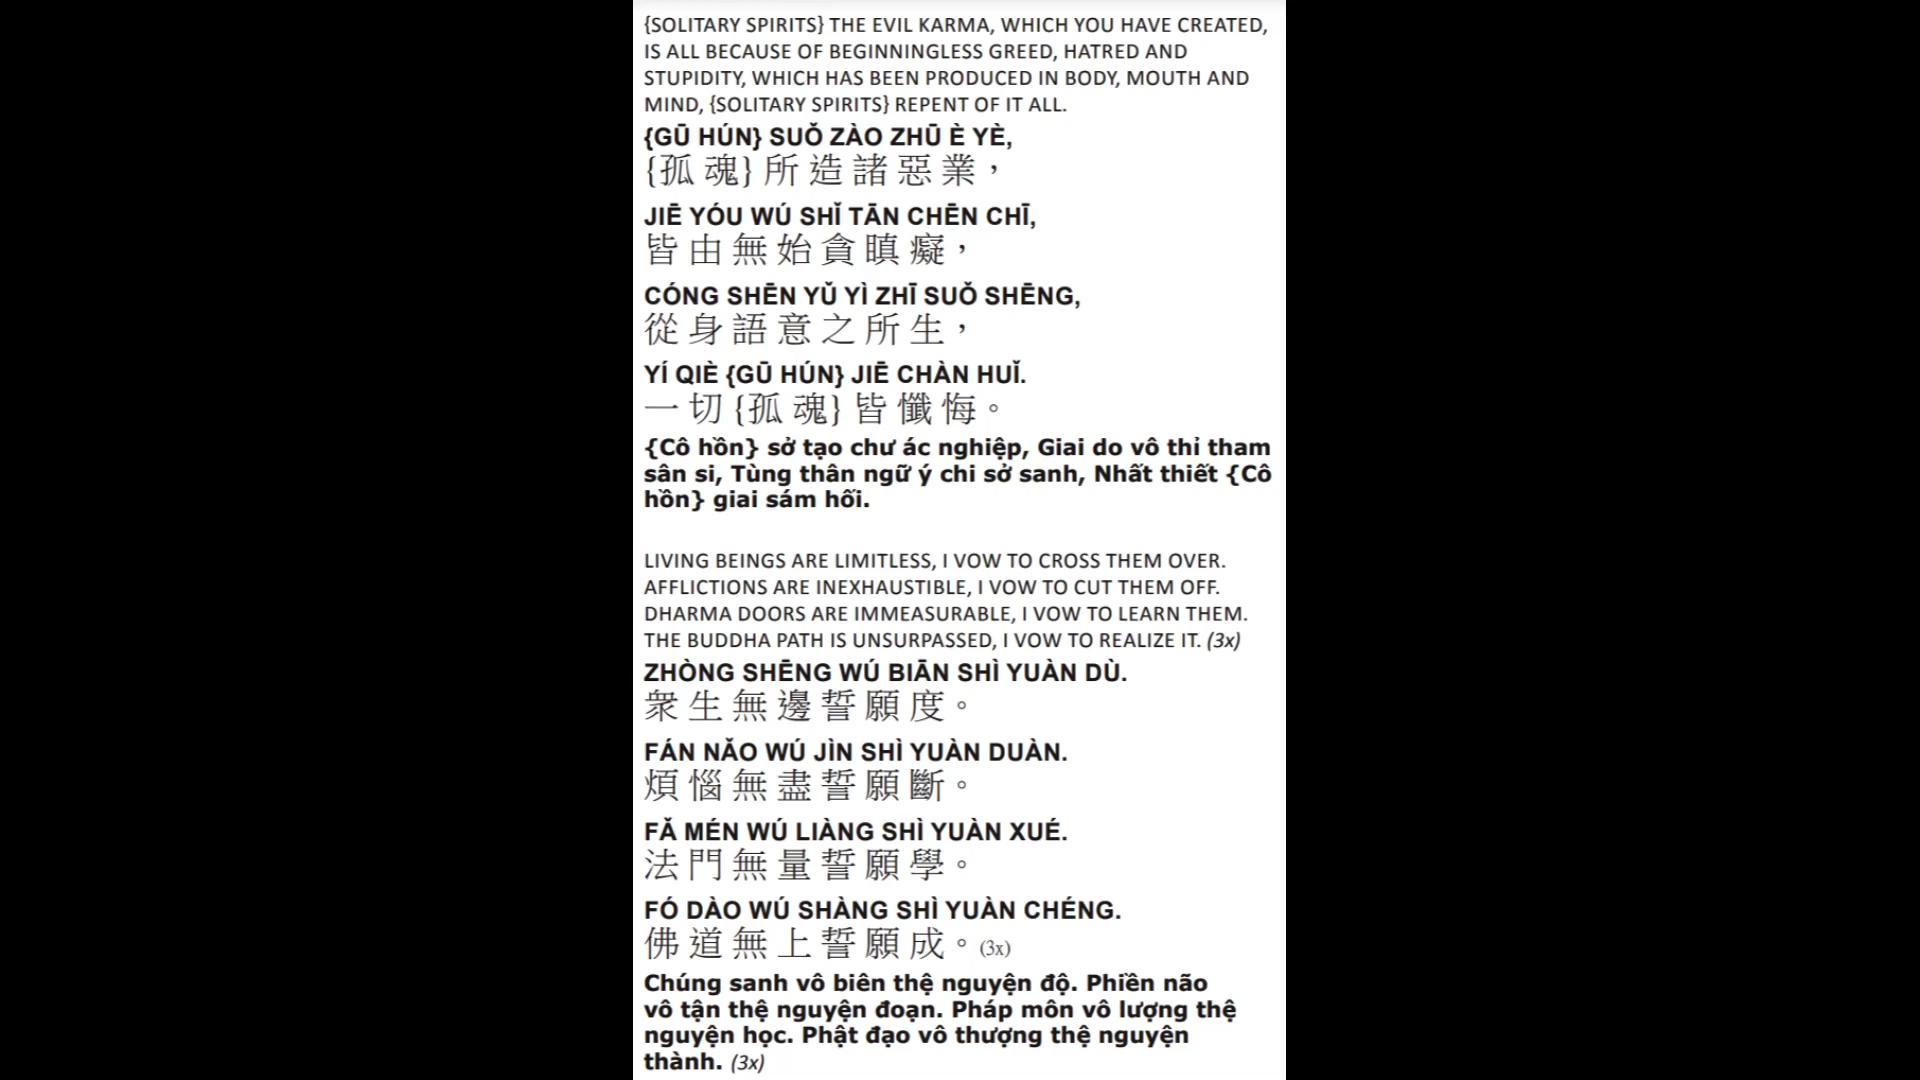 {SOLITARY SPIRITS} THE EVIL KARMA, WHICH YOU HAVE CREATED,
IS ALL BECAUSE OF BEGINNINGLESS GREED, HATRED AND
STUPIDITY, WHICH HAS BEEN PRODUCED IN BODY, MOUTH AND
MIND, {SOLITARY SPIRITS} REPENT OF IT ALL.
{GŪ HÚN} SUǑ ZÀO ZHŪ È YÈ,
{孤 魂} 所 造 諸 惡 業，
JIĒ YÓU WÚ SHǏ TĀN CHĒN CHĪ,
皆 由 無 始 貪 瞋 癡，
CÓNG SHĒN YǓ YÌ ZHĪ SUǑ SHĒNG,
從 身 語 意 之 所 生，
YÍ QIÈ {GŪ HÚN} JIĒ CHÀN HUǏ.
一 切 {孤 魂} 皆 懺 悔。
{Cô hồn} sở tạo chư ác nghiệp, Giai do vô thỉ tham
sân si, Tùng thân ngữ ý chi sở sanh, Nhất thiết {Cô
hồn} giai sám hối.
LIVING BEINGS ARE LIMITLESS, I VOW TO CROSS THEM OVER.
AFFLICTIONS ARE INEXHAUSTIBLE, I VOW TO CUT THEM OFF.
DHARMA DOORS ARE IMMEASURABLE, I VOW TO LEARN THEM.
THE BUDDHA PATH IS UNSURPASSED, I VOW TO REALIZE IT. (3x)
ZHÒNG SHĒNG WÚ BIĀN SHÌ YUÀN DÙ.
衆 生 無 邊 誓 願 度。
FÁN NǍO WÚ JÌN SHÌ YUÀN DUÀN.
煩 惱 無 盡 誓 願 斷。
FǍ MÉN WÚ LIÀNG SHÌ YUÀN XUÉ.
法 門 無 量 誓 願 學。
FÓ DÀO WÚ SHÀNG SHÌ YUÀN CHÉNG.
佛 道 無 上 誓 願 成。(3x)
Chúng sanh vô biên thệ nguyện độ. Phiền não
vô tận thệ nguyện đoạn. Pháp môn vô lượng thệ
nguyện học. Phật đạo vô thượng thệ nguyện
thành. (3x)